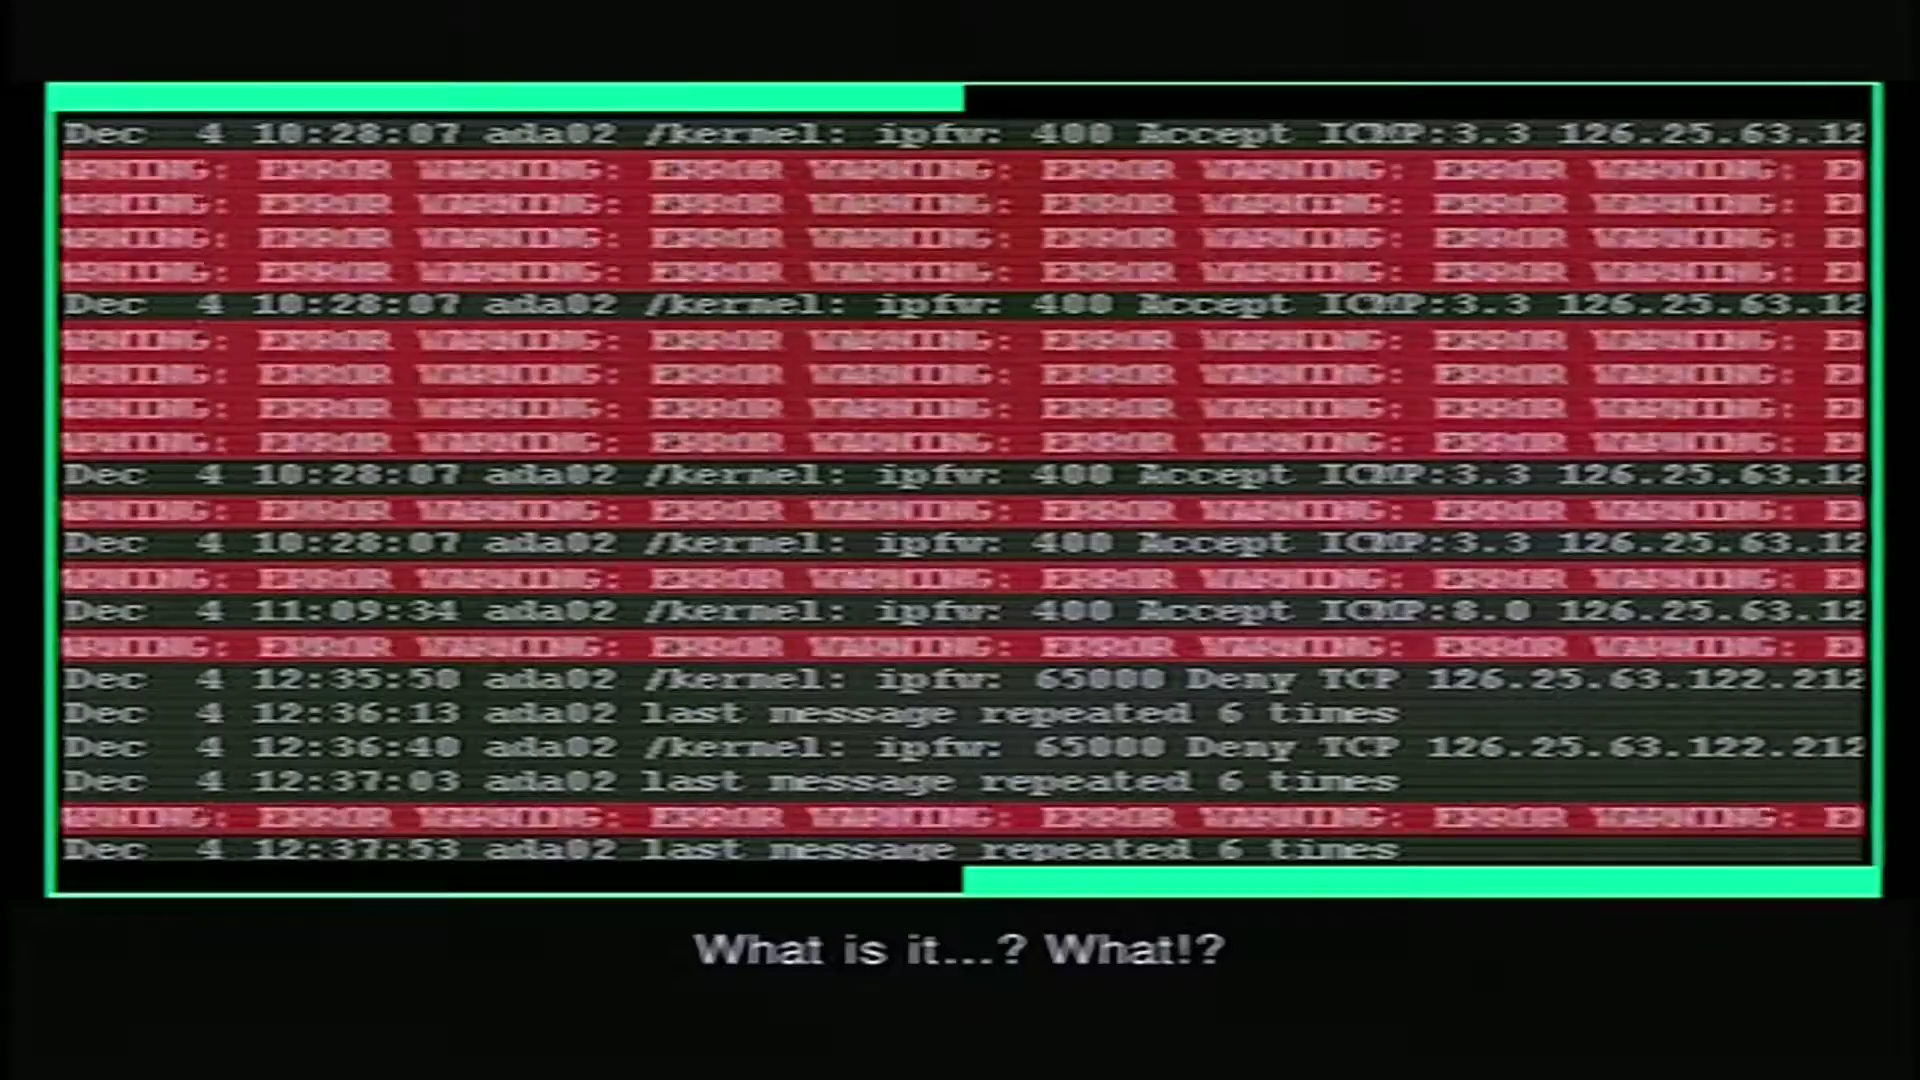 Dec  4 10:28:07 ada02 /kernel: ipfw: 400 Accept ICMP:3.3 126.25.63.12
ARNING: ERROR WARNING: ERROR WARNING: ERROR WARNING: ERROR WARNING: E
ARNING: ERROR WARNING: ERROR WARNING: ERROR WARNING: ERROR WARNING: E
ARNING: ERROR WARNING: ERROR WARNING: ERROR WARNING: ERROR WARNING: E
ARNING: ERROR WARNING: ERROR WARNING: ERROR WARNING: ERROR WARNING: E
Dec  4 10:28:07 ada02 /kernel: ipfw: 400 Accept ICMP:3.3 126.25.63.12
ARNING: ERROR WARNING: ERROR WARNING: ERROR WARNING: ERROR WARNING: E
ARNING: ERROR WARNING: ERROR WARNING: ERROR WARNING: ERROR WARNING: E
ARNING: ERROR WARNING: ERROR WARNING: ERROR WARNING: ERROR WARNING: E
ARNING: ERROR WARNING: ERROR WARNING: ERROR WARNING: ERROR WARNING: E
Dec  4 10:28:07 ada02 /kernel: ipfw: 400 Accept ICMP:3.3 126.25.63.12
ARNING: ERROR WARNING: ERROR WARNING: ERROR WARNING: ERROR WARNING: E
Dec  4 10:28:07 ada02 /kernel: ipfw: 400 Accept ICMP:3.3 126.25.63.12
ARNING: ERROR WARNING: ERROR WARNING: ERROR WARNING: ERROR WARNING: E
Dec  4 11:09:34 ada02 /kernel: ipfw: 400 Accept ICMP:8.0 126.25.63.12
ARNING: ERROR WARNING: ERROR WARNING: ERROR WARNING: ERROR WARNING: E
Dec  4 12:35:50 ada02 /kernel: ipfw: 65000 Deny TCP 126.25.63.122.212
Dec  4 12:36:13 ada02 last message repeated 6 times
Dec  4 12:36:40 ada02 /kernel: ipfw: 65000 Deny TCP 126.25.63.122.212
Dec  4 12:37:03 ada02 last message repeated 6 times
ARNING: ERROR WARNING: ERROR WARNING: ERROR WARNING: ERROR WARNING: E
Dec  4 12:37:53 ada02 last message repeated 6 times
What is it...? What!?